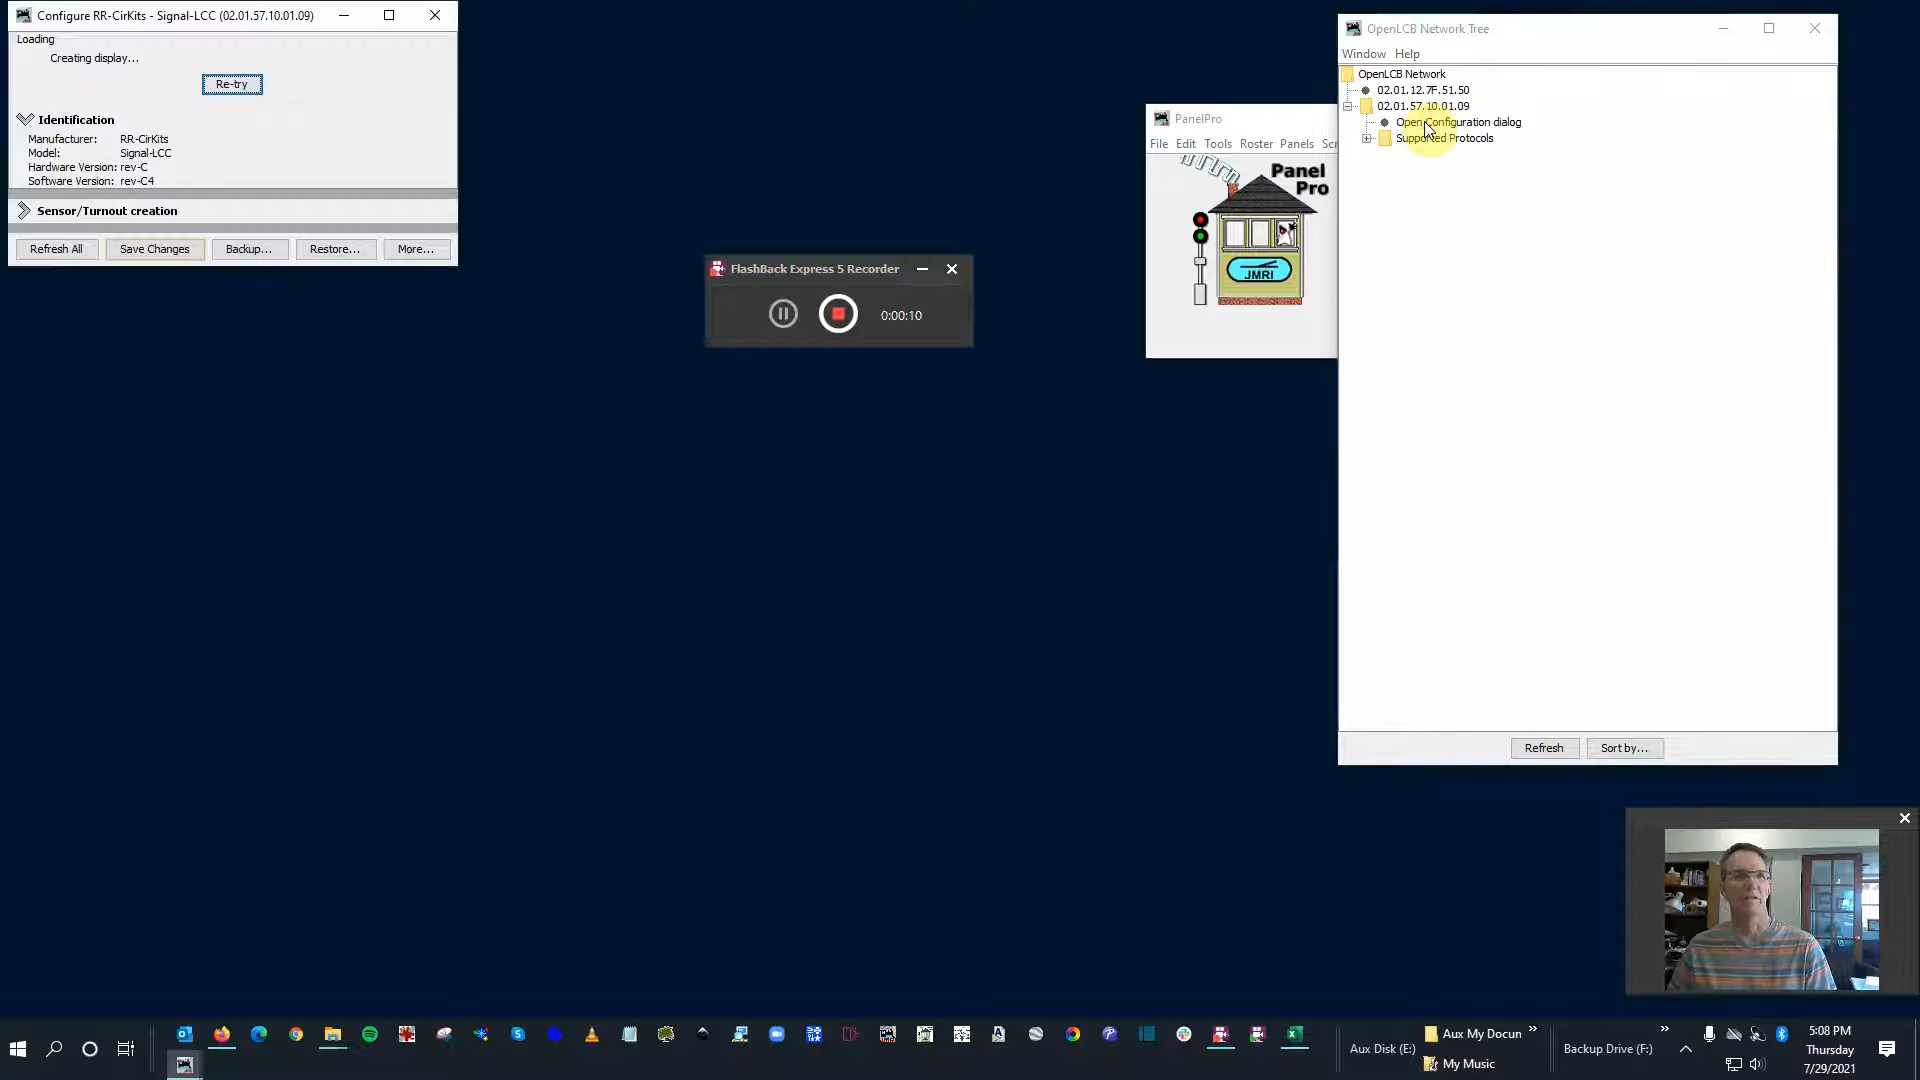 Configure RR-CirKits - Signal-LCC (02.01.57.10.01.09)
Loading
Creating display...
Re-try
Identification
Manufacturer: RR-CirKits
Model: Signal-LCC
Hardware Version: rev-C
Software Version: rev-C4
Sensor/Turnout creation
Refresh All
Save Changes
Backup...
Restore...
More...
FlashBack Express 5 Recorder
0:00:10
PanelPro
File Edit Tools Roster Panels Scr
Panel
Pro
JMRI
OpenLCB Network Tree
Window Help
OpenLCB Network
02.01.12.7F.51.50
02.01.57.10.01.09
Open Configuration dialog
Supported Protocols
Refresh
Sort by...
Aux Disk (E:)
Aux My Docun
My Music
Backup Drive (F:)
5:08 PM
Thursday
7/29/2021